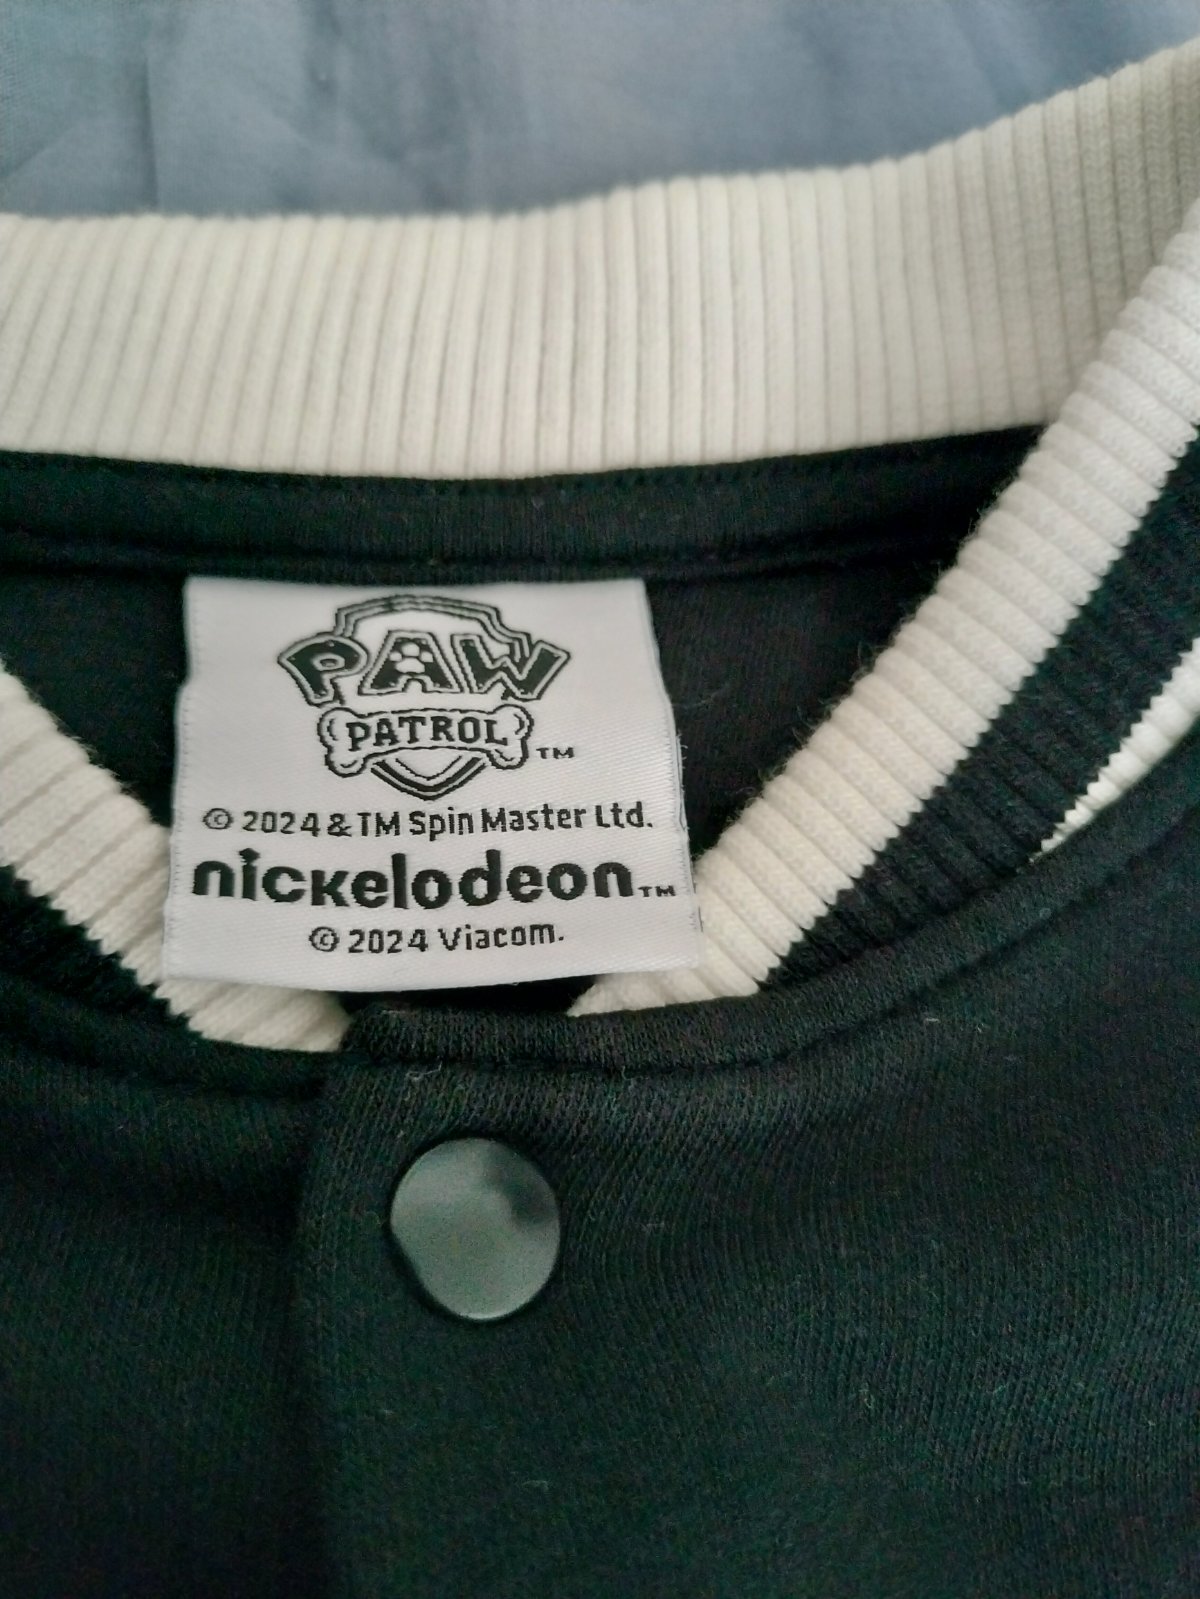 PAW
PATROL TM
© 2024 & TM Spin Master Ltd.
nickelodeon TM
© 2024 Viacom.